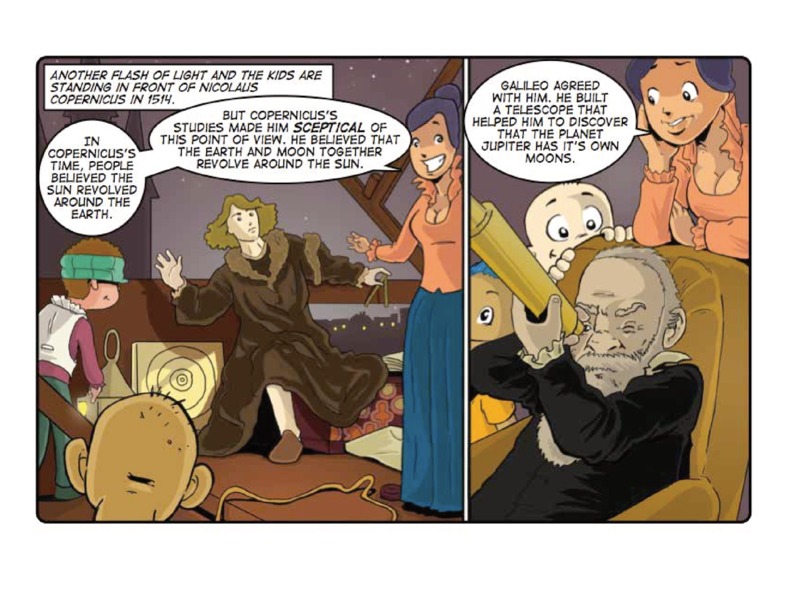 ANOTHER FLASH OF LIGHT AND THE KIDS ARE
STANDING IN FRONT OF NICOLAUS
COPERNICUS IN 1514.
IN
COPERNICUS'S
TIME, PEOPLE
BELIEVED THE
SUN REVOLVED
AROUND THE
EARTH.
BUT COPERNICUS'S
STUDIES MADE HIM SCEPTICAL OF
THIS POINT OF VIEW. HE BELIEVED THAT
THE EARTH AND MOON TOGETHER
REVOLVE AROUND THE SUN.
GALILEO AGREED
WITH HIM. HE BUILT
A TELESCOPE THAT
HELPED HIM TO DISCOVER
THAT THE PLANET
JUPITER HAS IT'S OWN
MOONS.